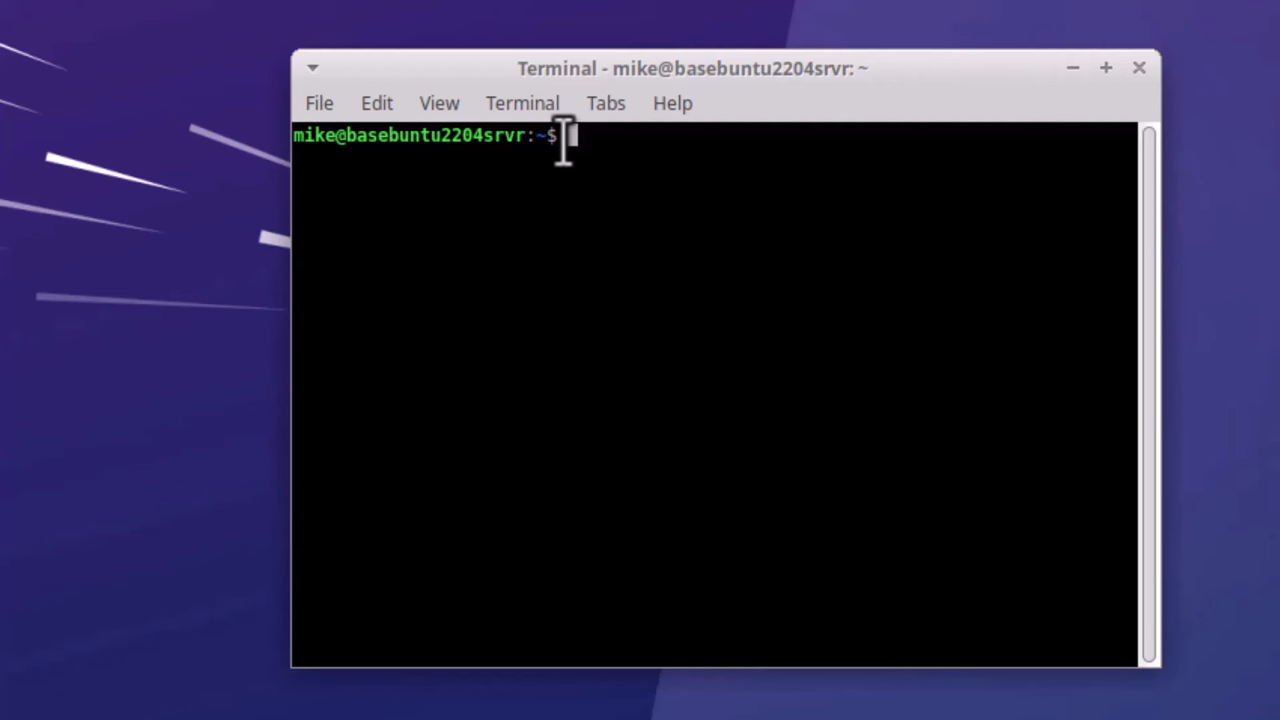 Terminal - mike@basebuntu2204srvr: ~
File Edit View Terminal Tabs Help
mike@basebuntu2204srvr:~$